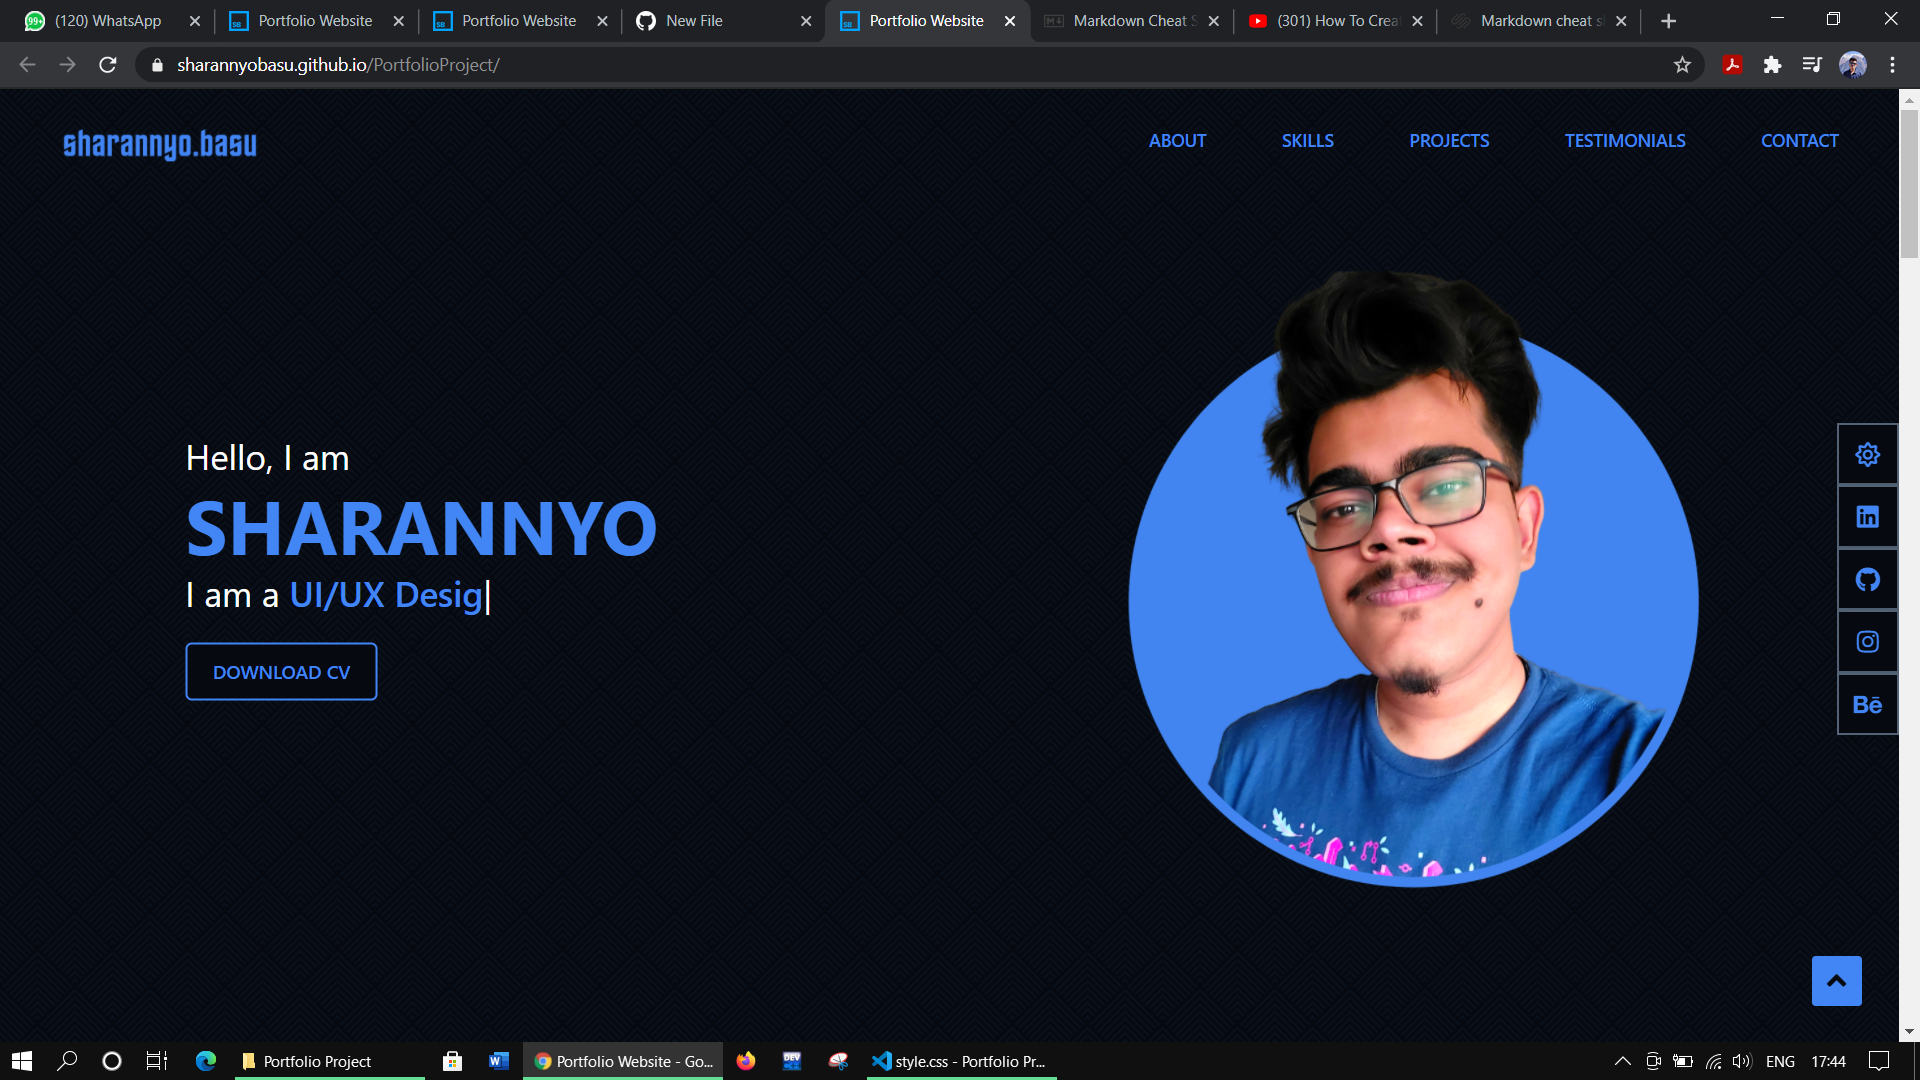 (120) WhatsApp
Portfolio Website
Portfolio Website
New File
Portfolio Website
Markdown Cheat S
(301) How To Crea
Markdown cheat s
sharannyobasu.github.io/PortfolioProject/
sharannyo.basu
ABOUT
SKILLS
PROJECTS
TESTIMONIALS
CONTACT
Hello, I am
SHARANNYO
I am a UI/UX Desig
DOWNLOAD CV
Bē
Portfolio Project
Portfolio Website - Go...
style.css - Portfolio Pr...
ENG
17:44